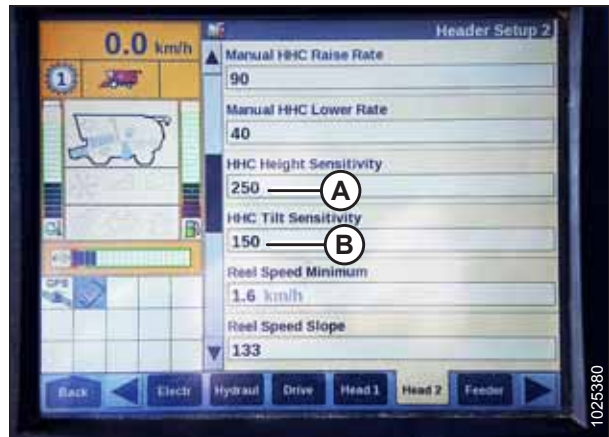 0.0 km/h
Header Setup 2
1
Manual HHC Raise Rate
90
Manual HHC Lower Rate
40
HHC Height Sensitivity
250
A
HHC Tilt Sensitivity
150
B
Reel Speed Minimum
1.6 km/h
Reel Speed Slope
133
GPS
Back
Electr
Hydraul
Drive
Head 1
Head 2
Feeder
1025380